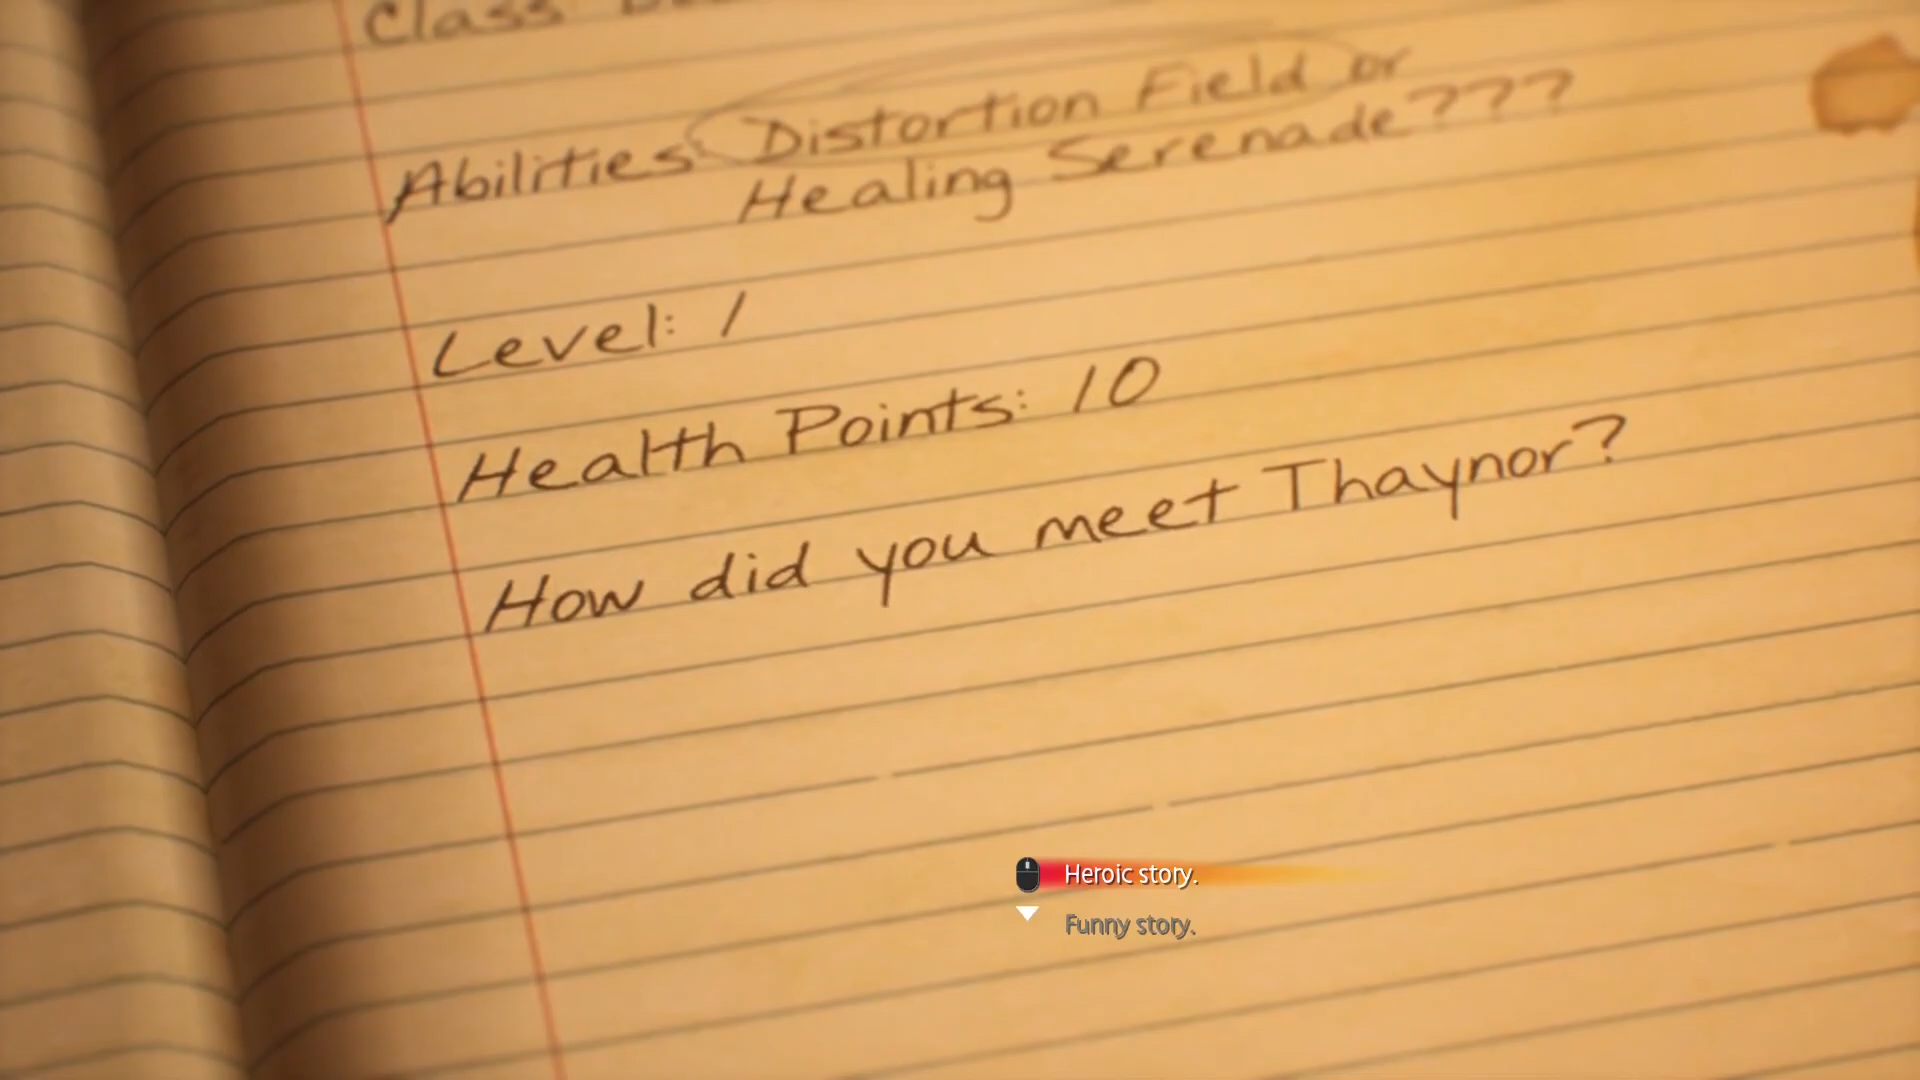 Class
Abilities Distortion Field or
Healing Serenade???
Level: 1
Health Points: 10
How did you meet Thaynor?
Heroic story.
Funny story.